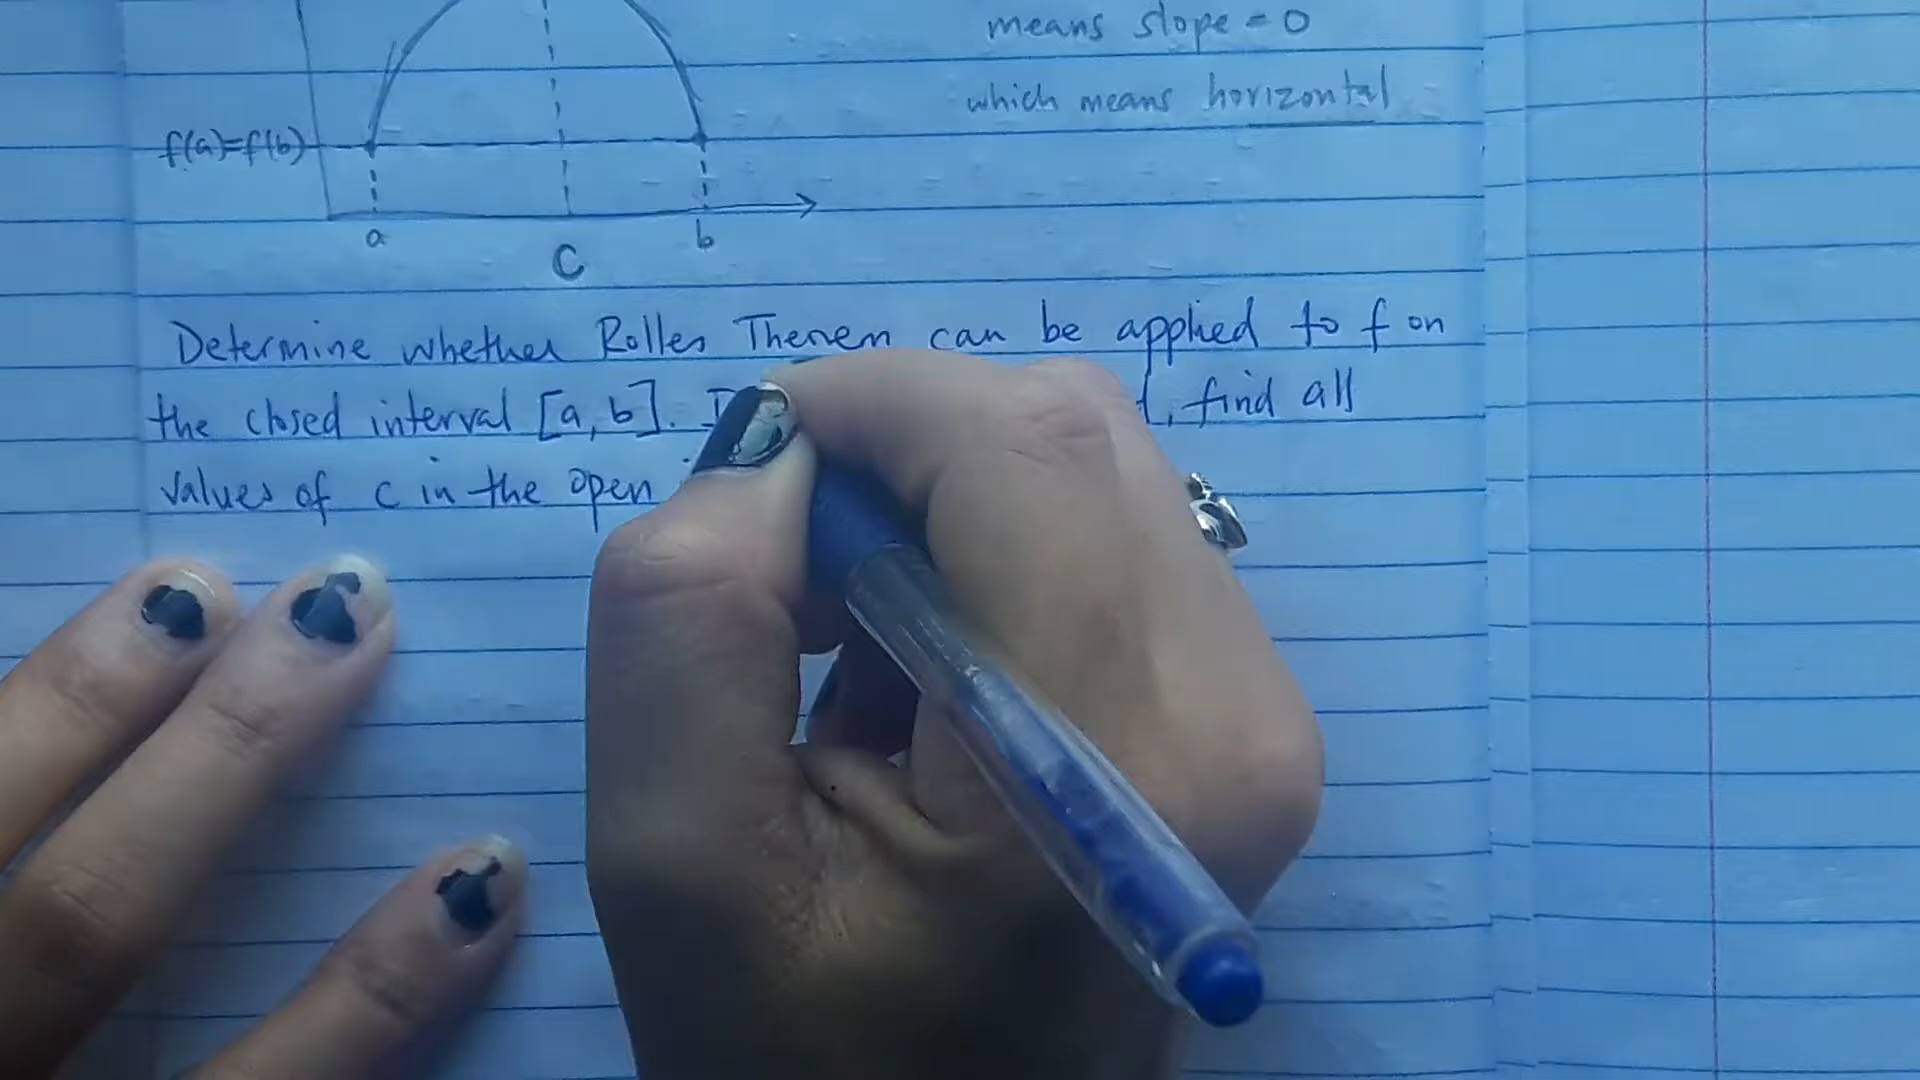 means slope = 0
which means horizontal
f(a)=f(b)
a
b
C
Determine whether Rolles Therem can be applied to f on
the closed interval [a, b]. find all
values of c in the open